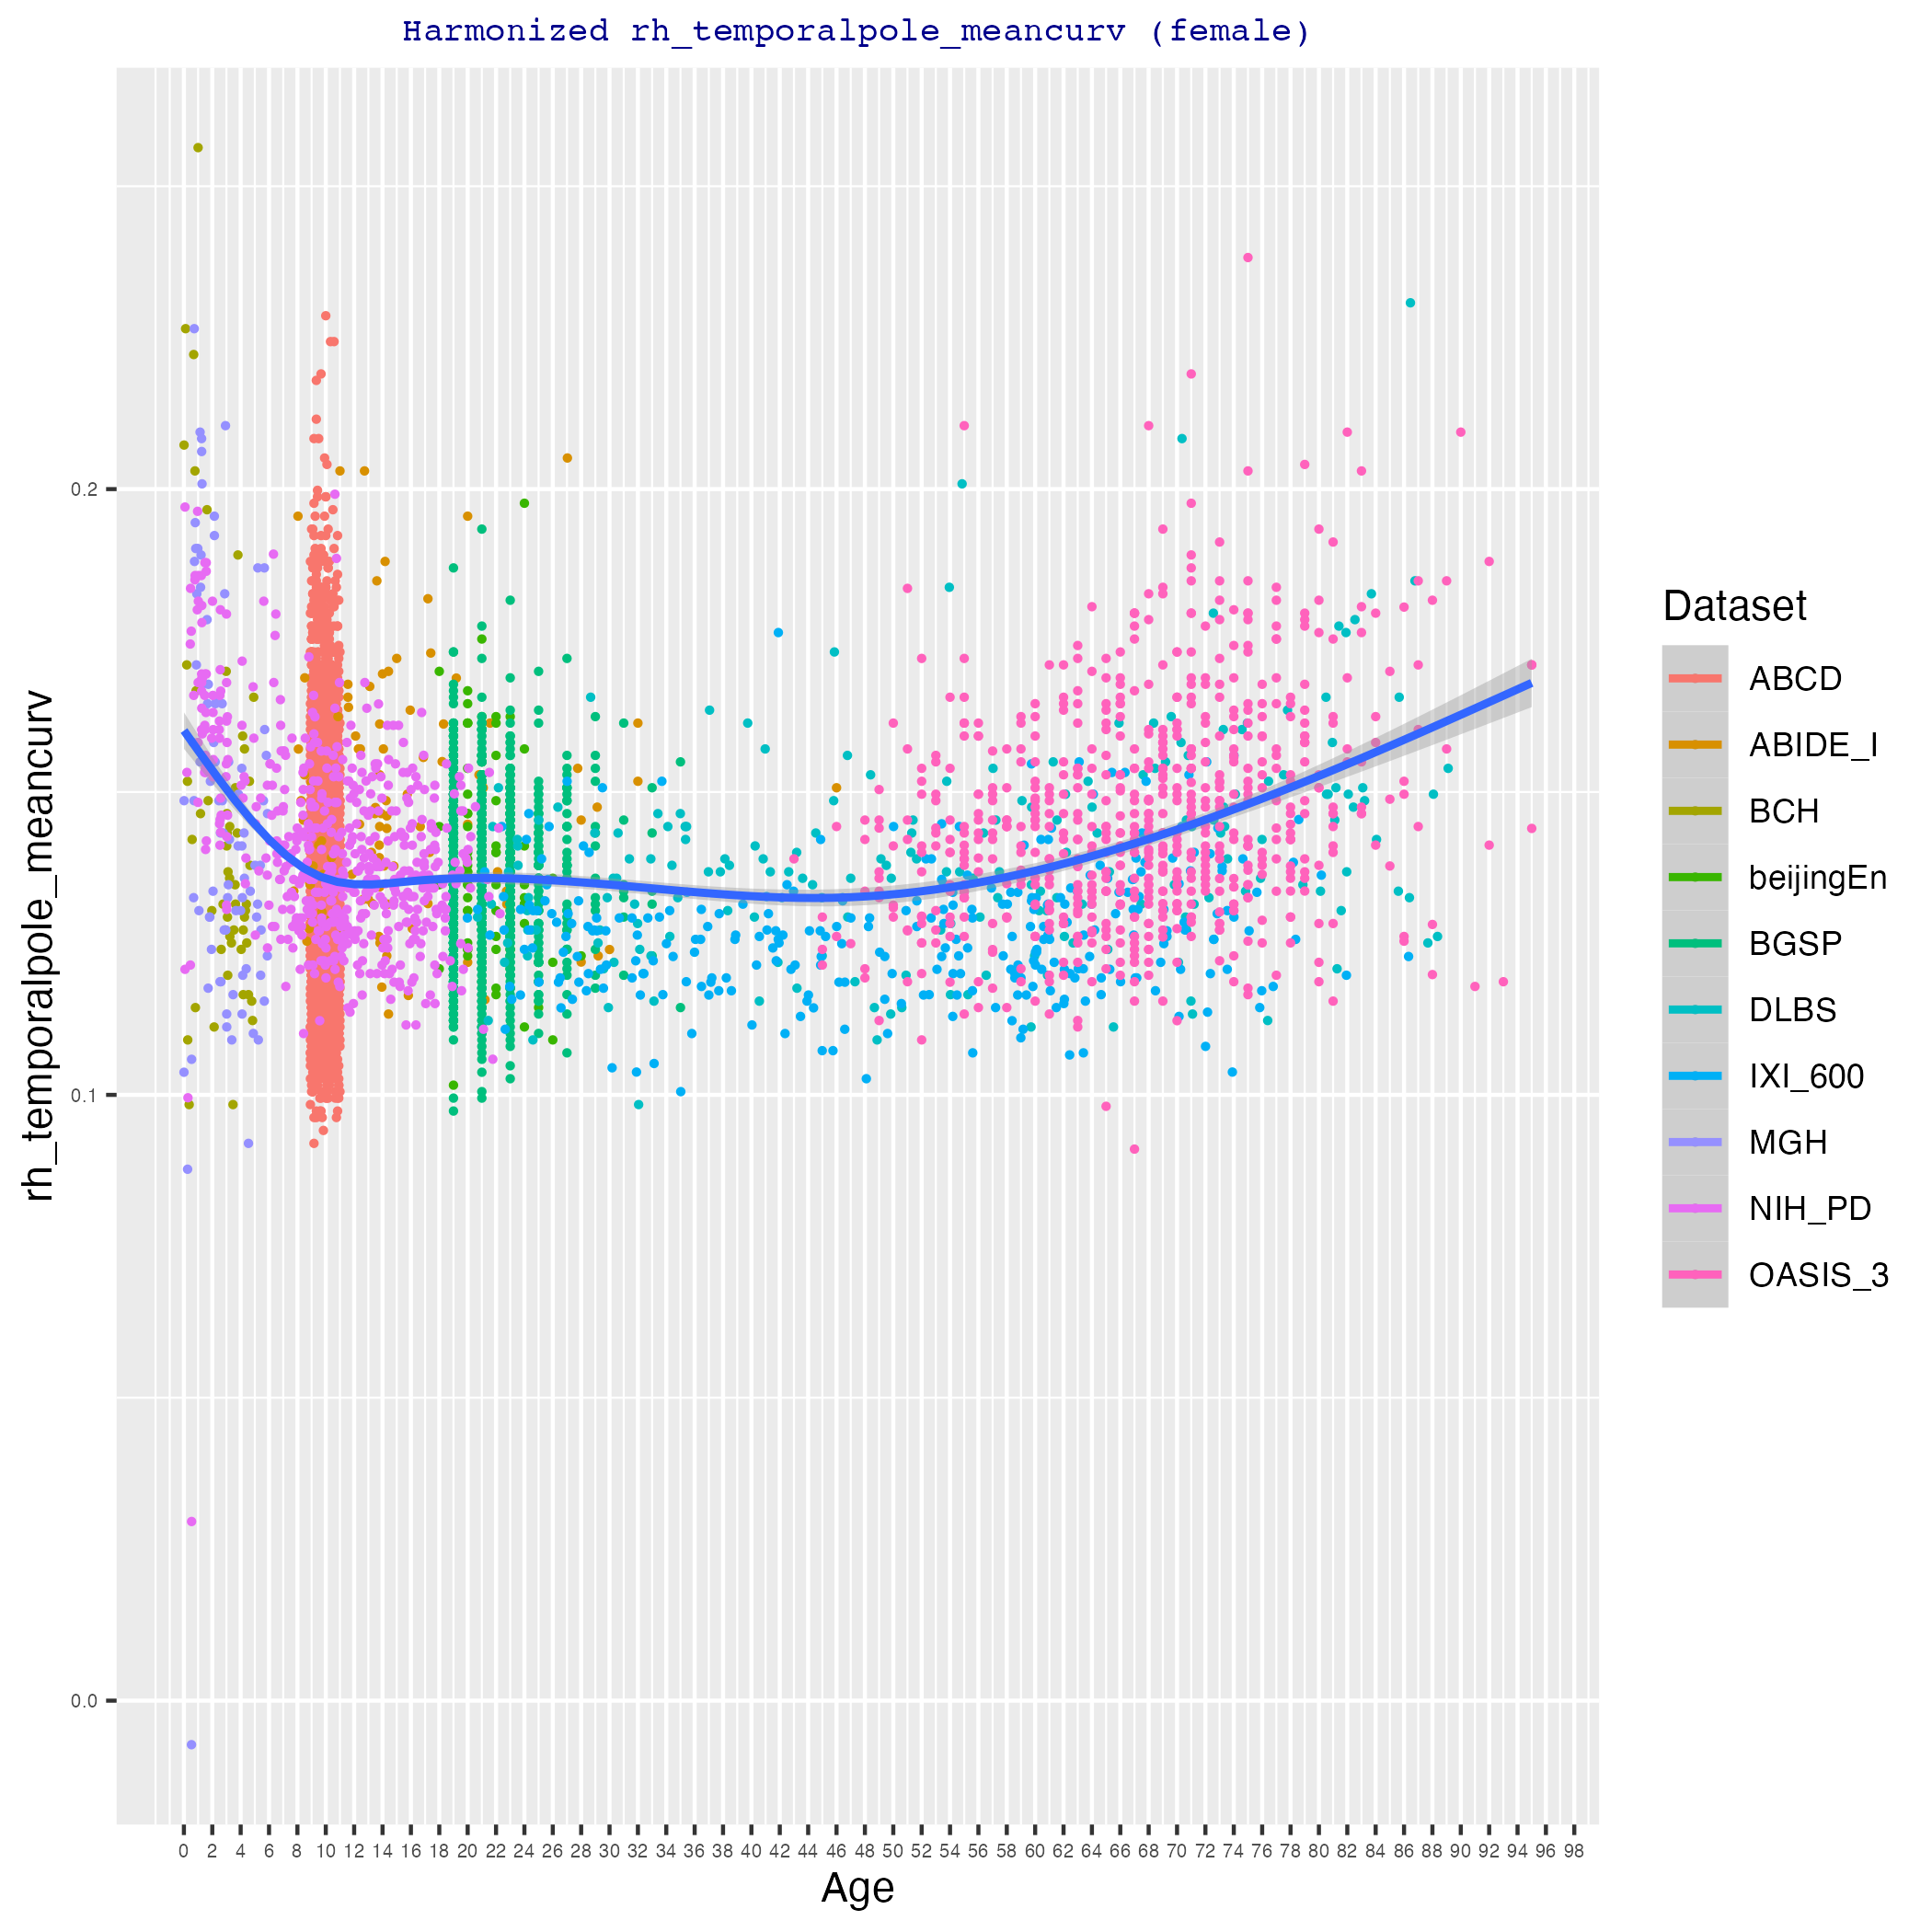 Harmonized rh_temporalpole_meancurv (female)
rh_temporalpole_meancurv
0.2
0.1
0.0
0 2 4 6 8 10 12 14 16 18 20 22 24 26 28 30 32 34 36 38 40 42 44 46 48 50 52 54 56 58 60 62 64 66 68 70 72 74 76 78 80 82 84 86 88 90 92 94 96 98
Age
Dataset
ABCD
ABIDE_I
BCH
beijingEn
BGSP
DLBS
IXI_600
MGH
NIH_PD
OASIS_3